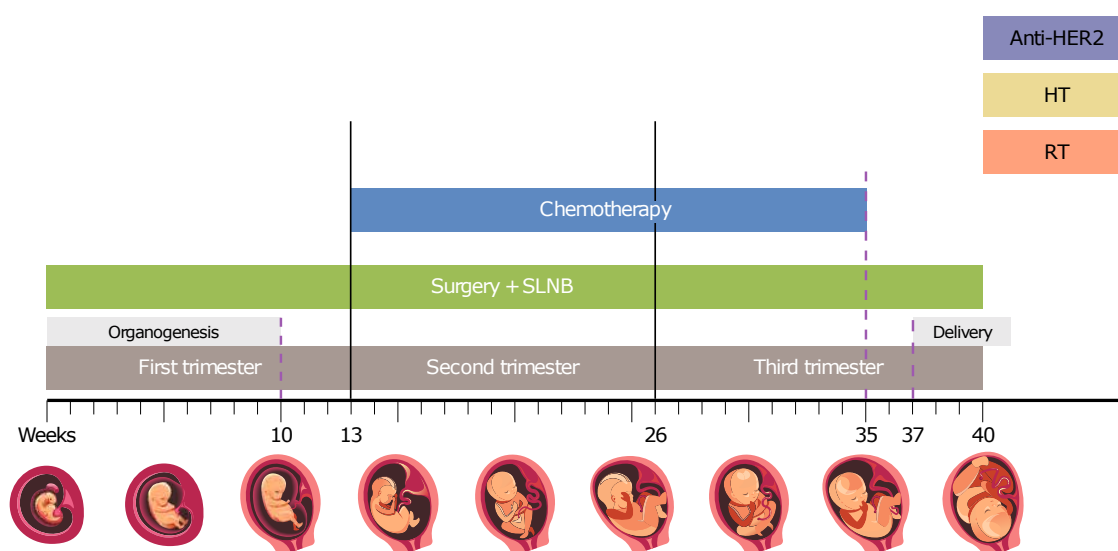 Anti-HER2
HT
RT
Chemotherapy
Surgery + SLNB
Organogenesis
Delivery
First trimester
Second trimester
Third trimester
Weeks
10
13
26
35
37
40